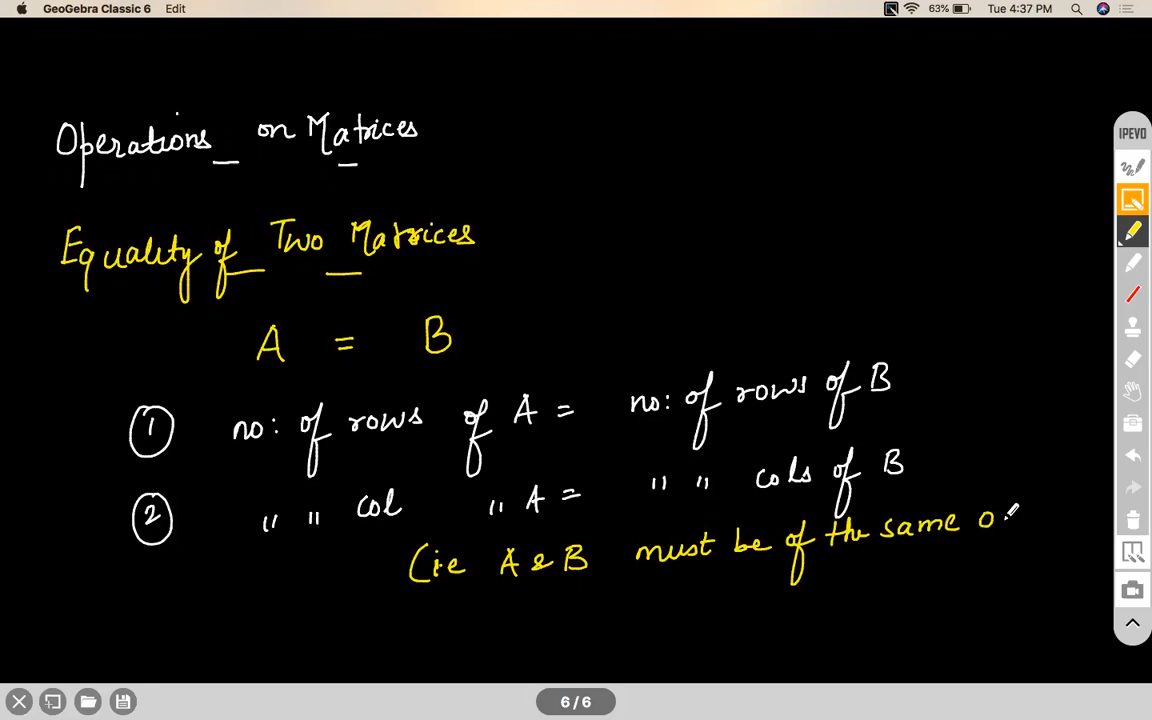 GeoGebra Classic 6 Edit 63% Tue 4:37 PM
IPEVO
Operations on Matrices
Equality of Two Matrices
A = B
① no: of rows of A = no: of rows of B
② " " col " A = " " cols of B
(ie A & B must be of the same o
6/6